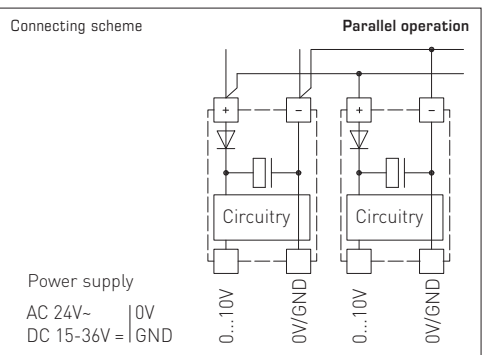 Connecting scheme
Parallel operation
+ − + −
Circuitry Circuitry
Power supply
AC 24V~ 0V
DC 15-36V = GND
0...10V
0V/GND
0...10V
0V/GND